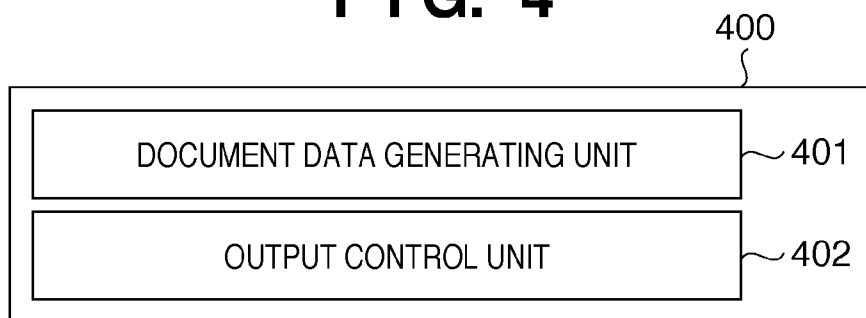 FIG. 4
400
DOCUMENT DATA GENERATING UNIT
401
OUTPUT CONTROL UNIT
402